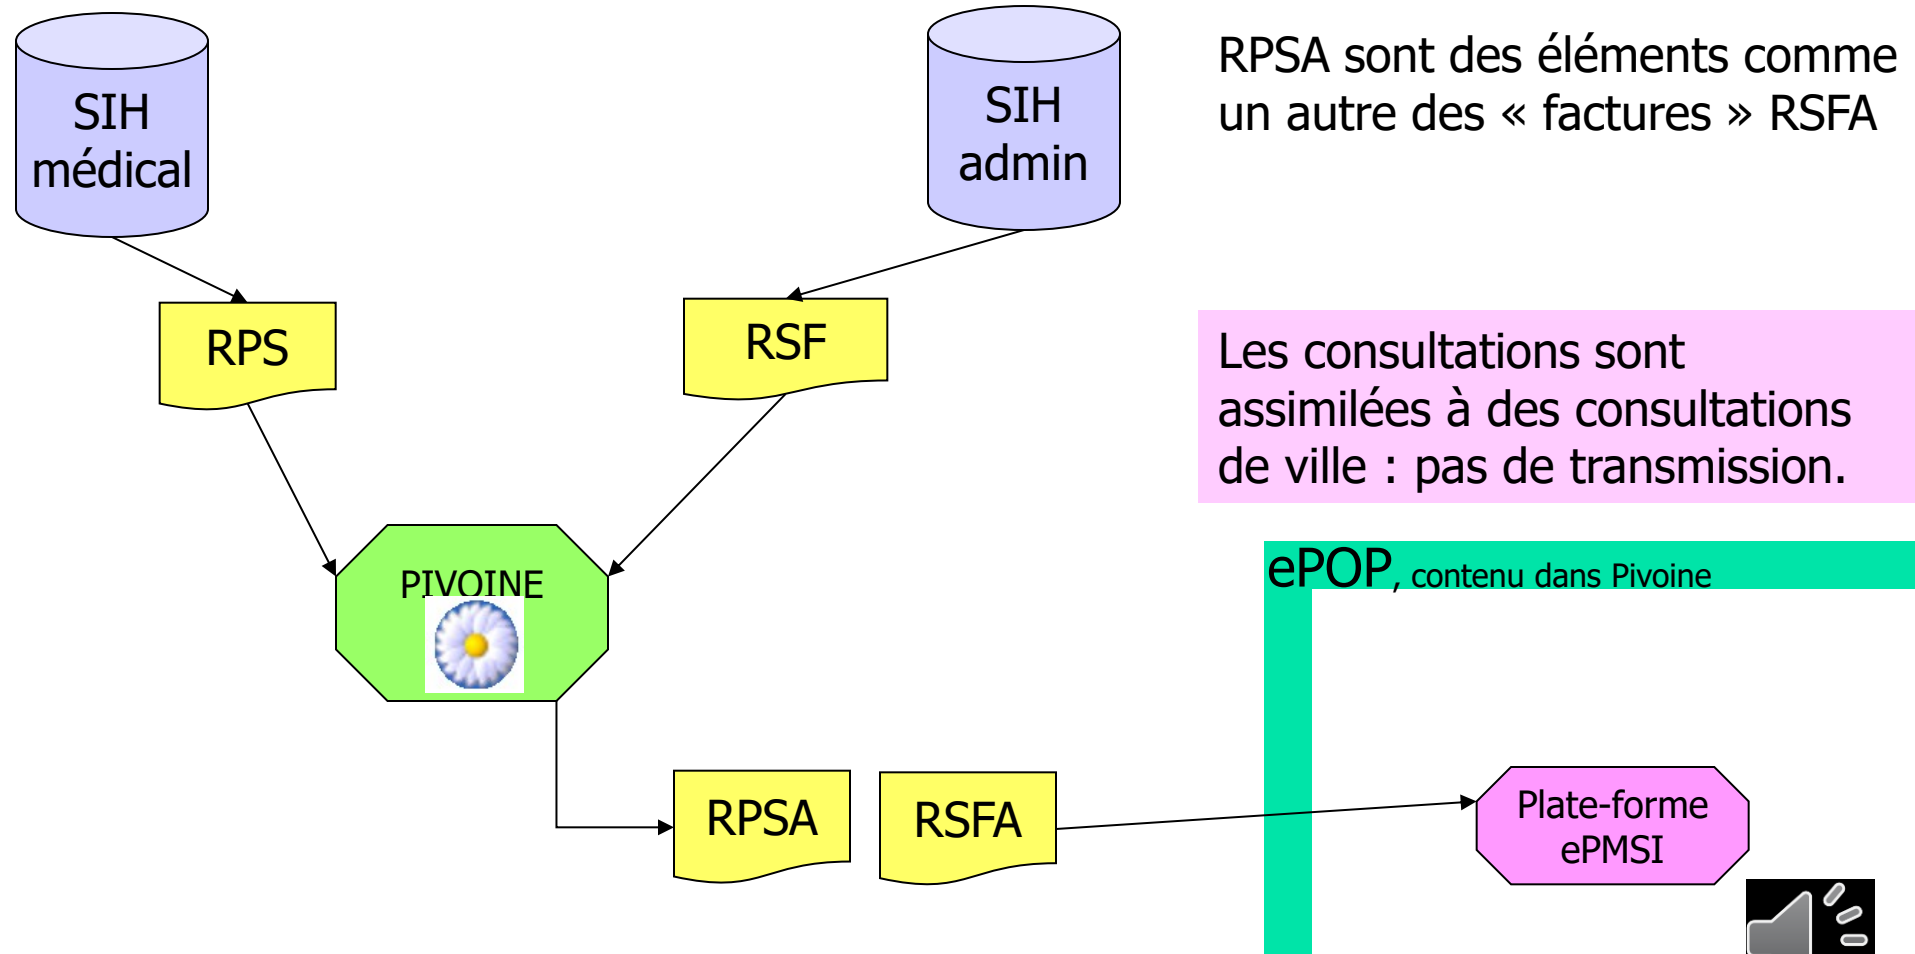 SIH
médical
SIH
admin
RPSA sont des éléments comme
un autre des « factures » RSFA
RPS
RSF
Les consultations sont
assimilées à des consultations
de ville : pas de transmission.
PIVOINE
ePOP, contenu dans Pivoine
RPSA
RSFA
Plate-forme
ePMSI